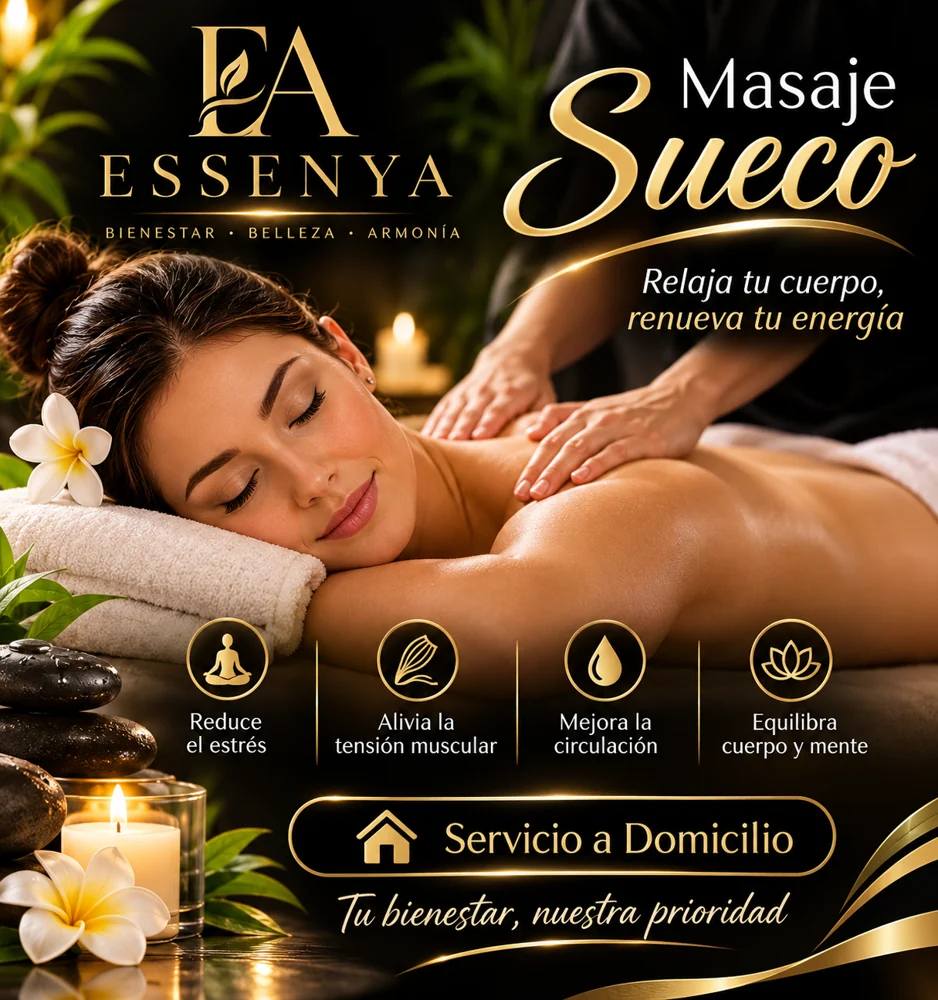 EA
ESSENYA
BIENESTAR • BELLEZA • ARMONÍA
Masaje
Sueco
Relaja tu cuerpo,
renueva tu energía
Reduce
el estrés
Alivia la
tensión muscular
Mejora la
circulación
Equilibra
cuerpo y mente
Servicio a Domicilio
Tu bienestar, nuestra prioridad